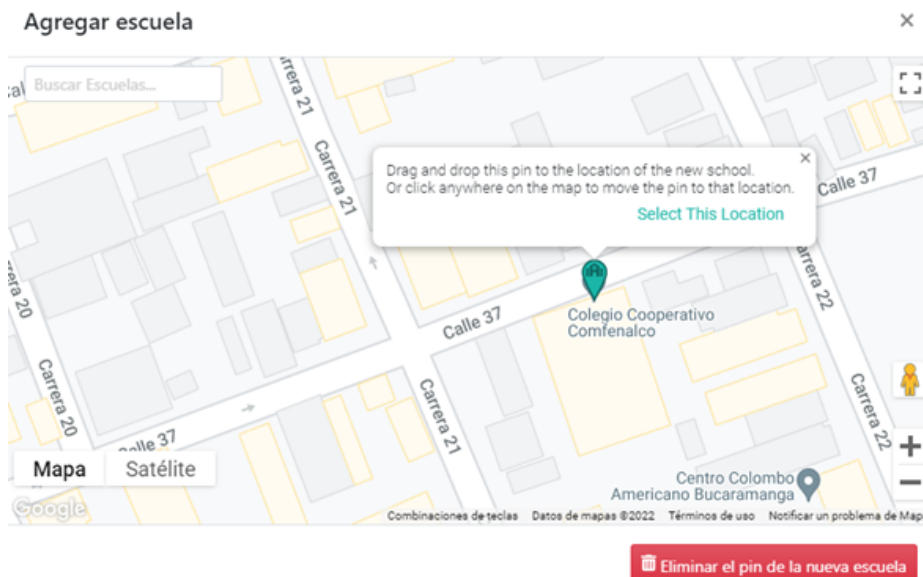 Agregar escuela
×
Buscar Escuelas...
Carrera 21
Drag and drop this pin to the location of the new school.
Or click anywhere on the map to move the pin to that location.
Select This Location
×
Calle 37
Carrera 21
Calle 37
Colegio Cooperativo
Comfenalco
Carrera 20
Carrera 21
Carrera 22
Calle 37
Mapa
Satélite
Centro Colombo
Americano Bucaramanga
Google
Combinaciones de teclas
Datos de mapas ©2022
Términos de uso
Notificar un problema de Map
Eliminar el pin de la nueva escuela